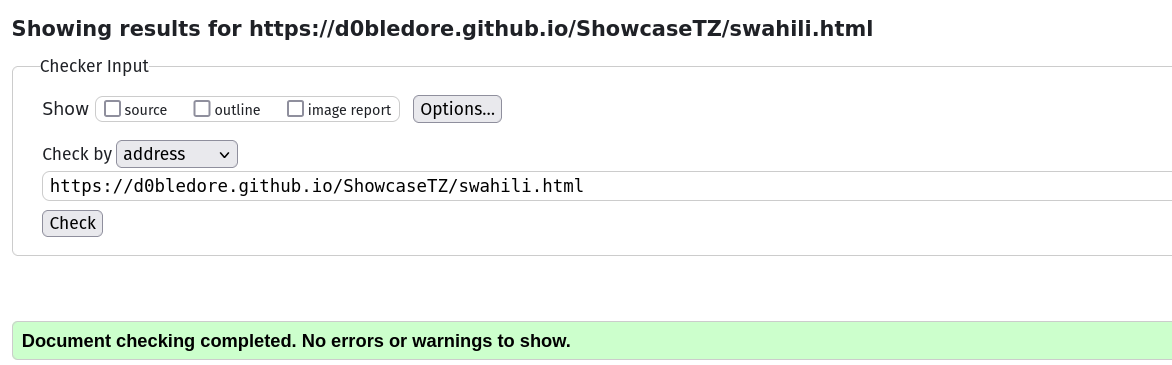 Showing results for https://d0bledore.github.io/ShowcaseTZ/swahili.html
Checker Input
Show source outline image report Options...
Check by address
https://d0bledore.github.io/ShowcaseTZ/swahili.html
Check
Document checking completed. No errors or warnings to show.